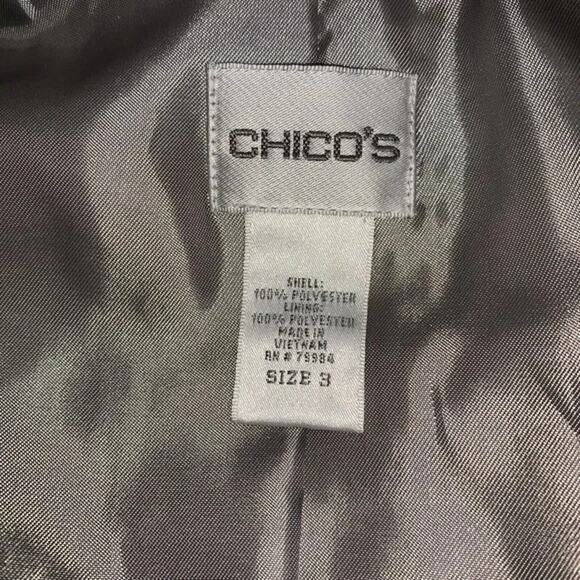 CHICO'S
SHELL:
100% POLYESTER
LINING:
100% POLYESTER
MADE IN
VIETNAM
RN # 79984
SIZE 3